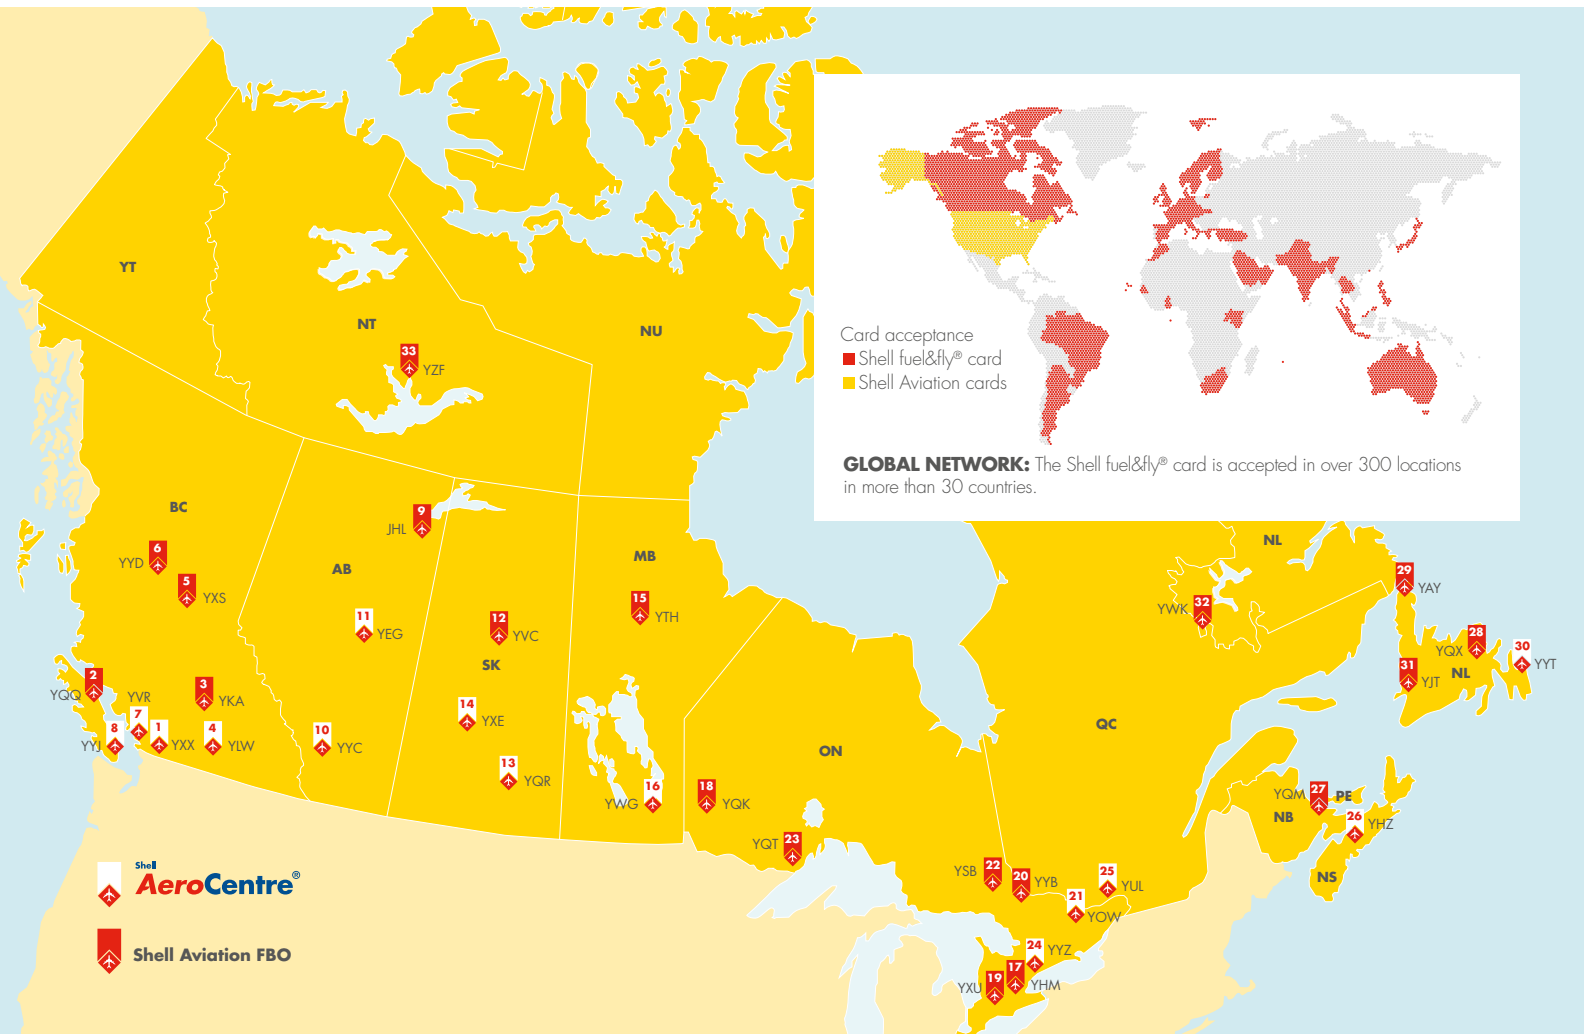 YT
NT
NU
33
YZF
Card acceptance
Shell fuel&fly® card
Shell Aviation cards
GLOBAL NETWORK: The Shell fuel&fly® card is accepted in over 300 locations
in more than 30 countries.
BC
9
JHL
6
YYD
5
YXS
AB
MB
NL
11
YEG
12
YVC
15
YTH
32
YWK
29
YAY
28
YQX
30
YYT
31
YJT
NL
SK
2
YQQ
3
YKA
YVR
7
8
YYJ
1
YXX
4
YLW
10
YYC
14
YXE
13
YQR
QC
ON
16
YWG
18
YQK
27
YQM
PE
NB
26
YHZ
NS
23
YQT
22
YSB
20
YYB
25
YUL
21
YOW
24
YYZ
17
YHM
19
YXU
Shell
AeroCentre®
Shell Aviation FBO